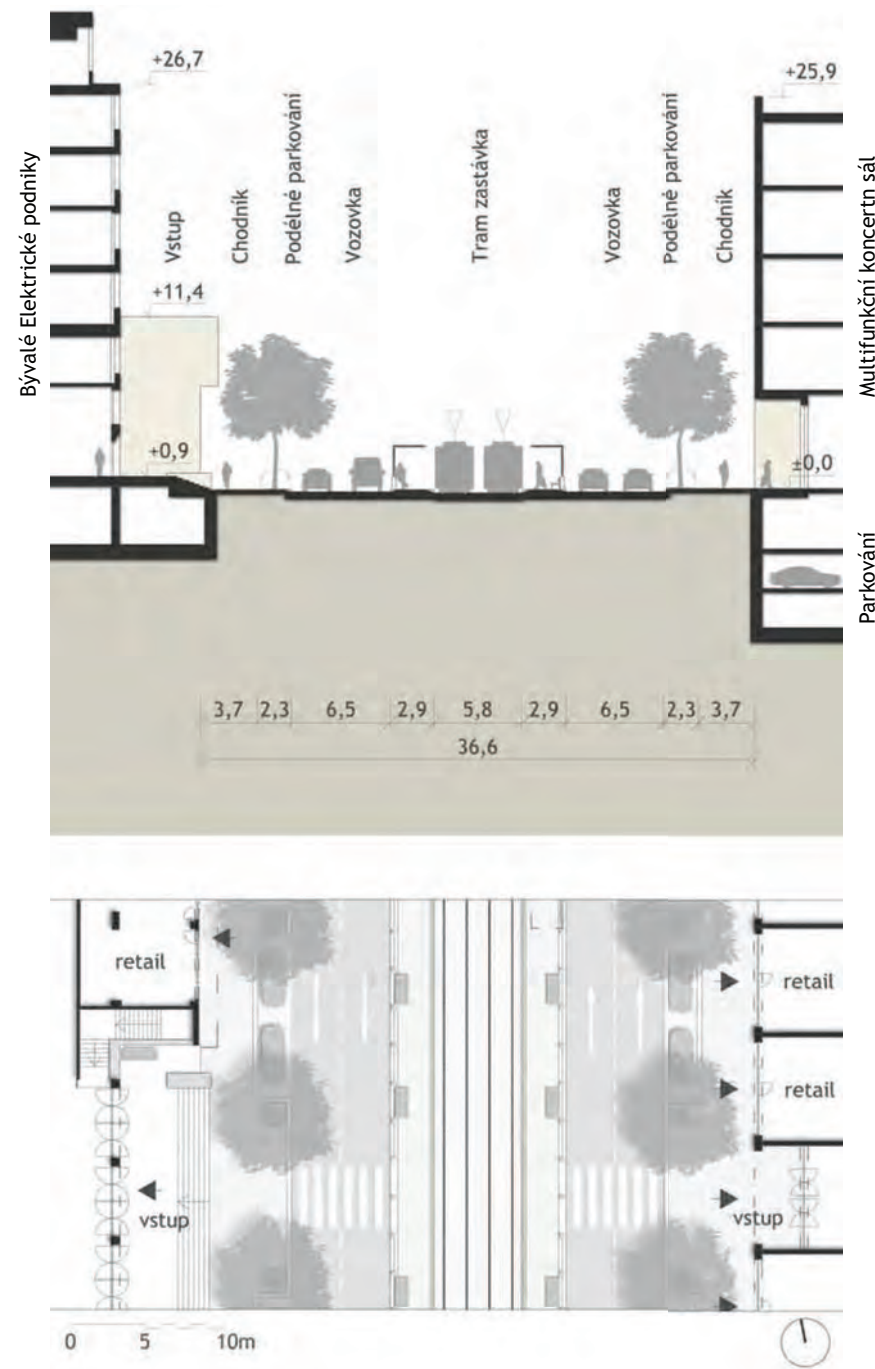 +26,7
+25,9
Bývalé Elektrické podniky
Vstup
Chodník
Podélné parkování
Vozovka
Tram zastávka
Vozovka
Podélné parkování
Chodník
Multifunkční koncertn sál
+11,4
+0,9
±0,0
Parkování
3,7 2,3 6,5 2,9 5,8 2,9 6,5 2,3 3,7
36,6
retail
retail
retail
vstup
vstup
0 5 10m